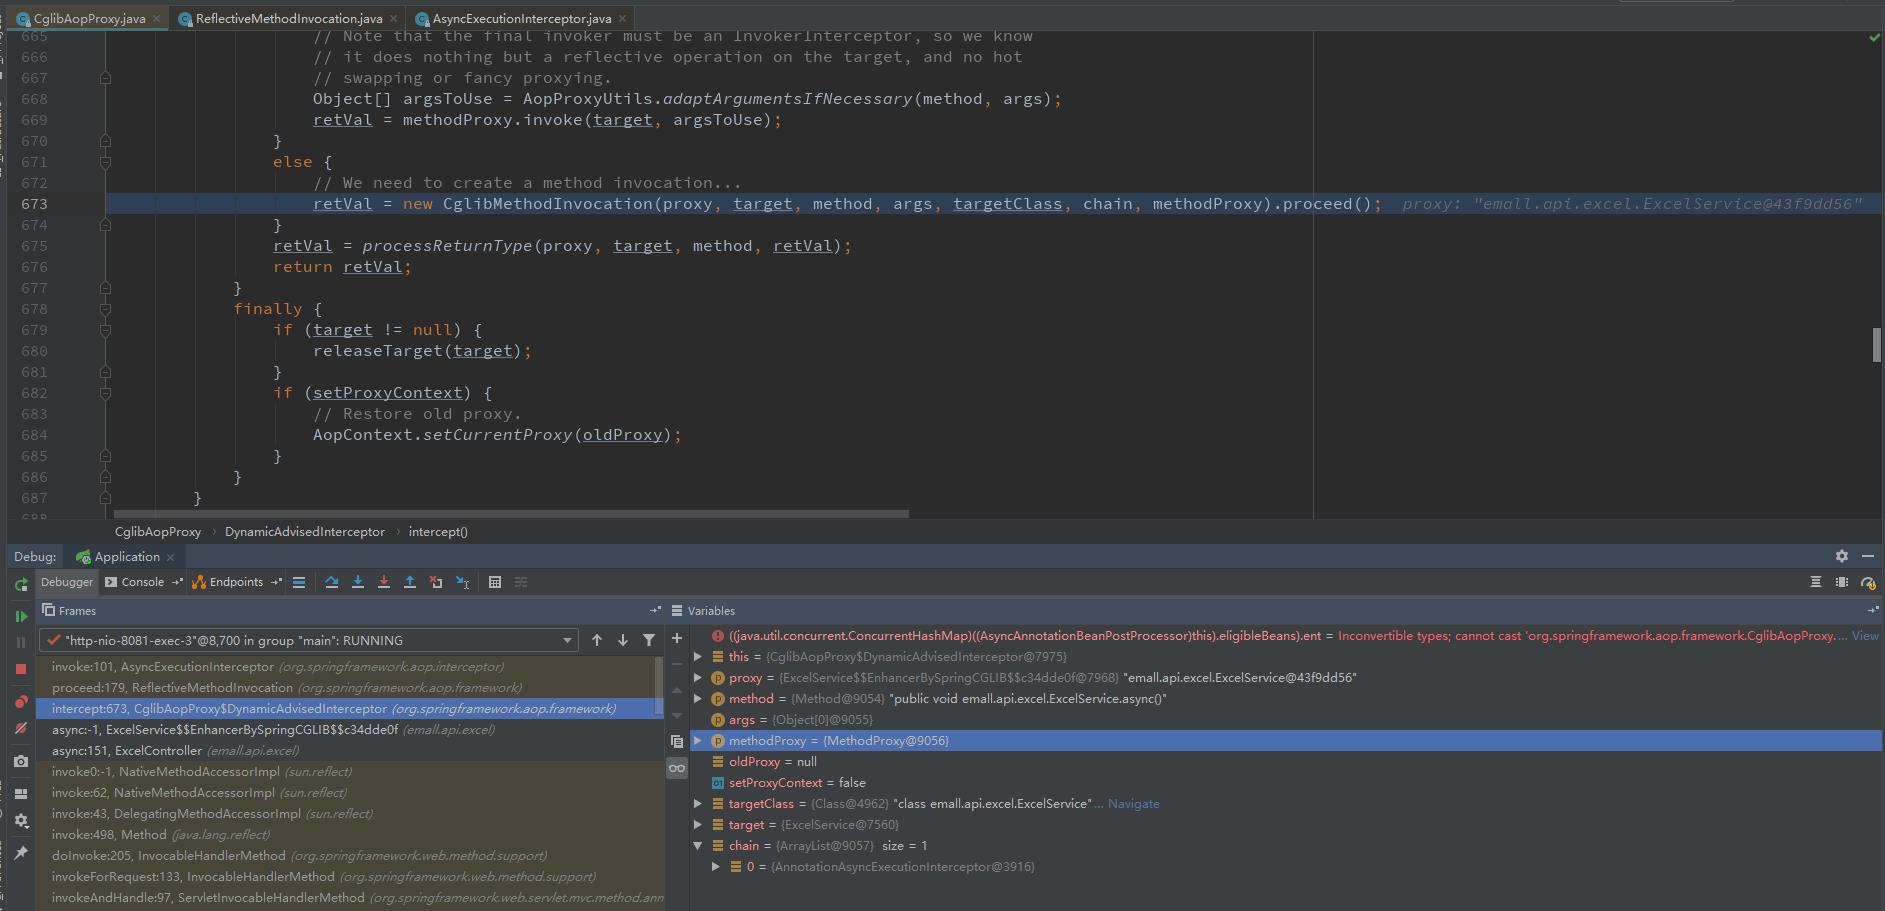 CglibAopProxy.java ReflectiveMethodInvocation.java AsyncExecutionInterceptor.java
665 // Note that the final invoker must be an InvokerInterceptor, so we know
666 // it does nothing but a reflective operation on the target, and no hot
667 // swapping or fancy proxying.
668 Object[] argsToUse = AopProxyUtils.adaptArgumentsIfNecessary(method, args);
669 retVal = methodProxy.invoke(target, argsToUse);
670 }
671 else {
672 // We need to create a method invocation...
673 retVal = new CglibMethodInvocation(proxy, target, method, args, targetClass, chain, methodProxy).proceed(); proxy: "emall.api.excel.ExcelService@43f9dd56"
674 }
675 retVal = processReturnType(proxy, target, method, retVal);
676 return retVal;
677 }
678 finally {
679 if (target != null) {
680 releaseTarget(target);
681 }
682 if (setProxyContext) {
683 // Restore old proxy.
684 AopContext.setCurrentProxy(oldProxy);
685 }
686 }
687 }
688
CglibAopProxy › DynamicAdvisedInterceptor › intercept()
Debug: Application
Debugger Console Endpoints
Frames
"http-nio-8081-exec-3"@8,700 in group "main": RUNNING
invoke:101, AsyncExecutionInterceptor (org.springframework.aop.interceptor)
proceed:179, ReflectiveMethodInvocation (org.springframework.aop.framework)
intercept:673, CglibAopProxy$DynamicAdvisedInterceptor (org.springframework.aop.framework)
async:-1, ExcelService$$EnhancerBySpringCGLIB$$c34dde0f (emall.api.excel)
async:151, ExcelController (emall.api.excel)
invoke0:-1, NativeMethodAccessorImpl (sun.reflect)
invoke:62, NativeMethodAccessorImpl (sun.reflect)
invoke:43, DelegatingMethodAccessorImpl (sun.reflect)
invoke:498, Method (java.lang.reflect)
doInvoke:205, InvocableHandlerMethod (org.springframework.web.method.support)
invokeForRequest:133, InvocableHandlerMethod (org.springframework.web.method.support)
invokeAndHandle:97, ServletInvocableHandlerMethod (org.springframework.web.servlet.mvc.method.ann
Variables
((java.util.concurrent.ConcurrentHashMap)((AsyncAnnotationBeanPostProcessor)this).eligibleBeans).ent = Inconvertible types; cannot cast 'org.springframework.aop.framework.CglibAopProxy.... View
this = {CglibAopProxy$DynamicAdvisedInterceptor@7975}
proxy = {ExcelService$$EnhancerBySpringCGLIB$$c34dde0f@7968} "emall.api.excel.ExcelService@43f9dd56"
method = {Method@9054} "public void emall.api.excel.ExcelService.async()"
args = {Object[0]@9055}
methodProxy = {MethodProxy@9056}
oldProxy = null
setProxyContext = false
targetClass = {Class@4962} "class emall.api.excel.ExcelService"... Navigate
target = {ExcelService@7560}
chain = {ArrayList@9057} size = 1
0 = {AnnotationAsyncExecutionInterceptor@3916}